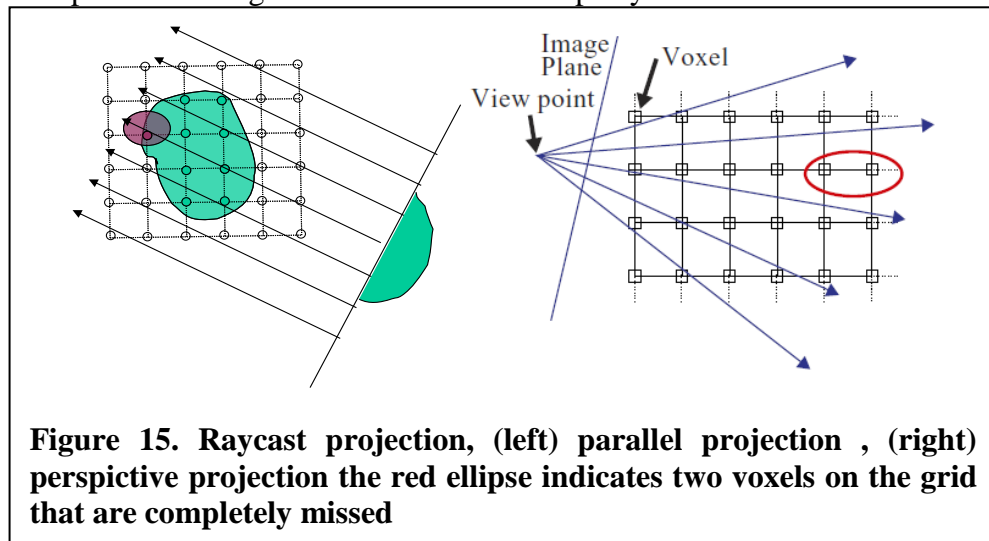 Image
Plane
Voxel
View point
Figure 15. Raycast projection, (left) parallel projection , (right)
perspictive projection the red ellipse indicates two voxels on the grid
that are completely missed